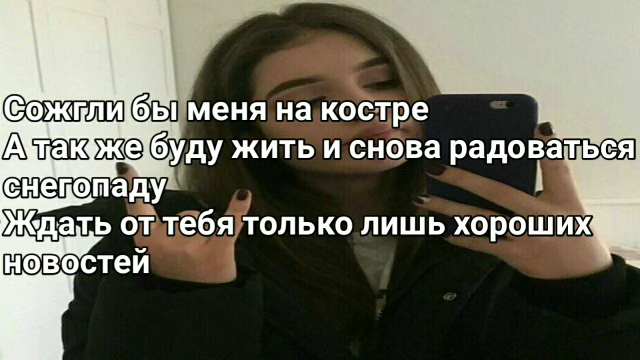 Сожгли бы меня на костре
А так же буду жить и снова радоваться
снегопаду
Ждать от тебя только лишь хороших
новостей